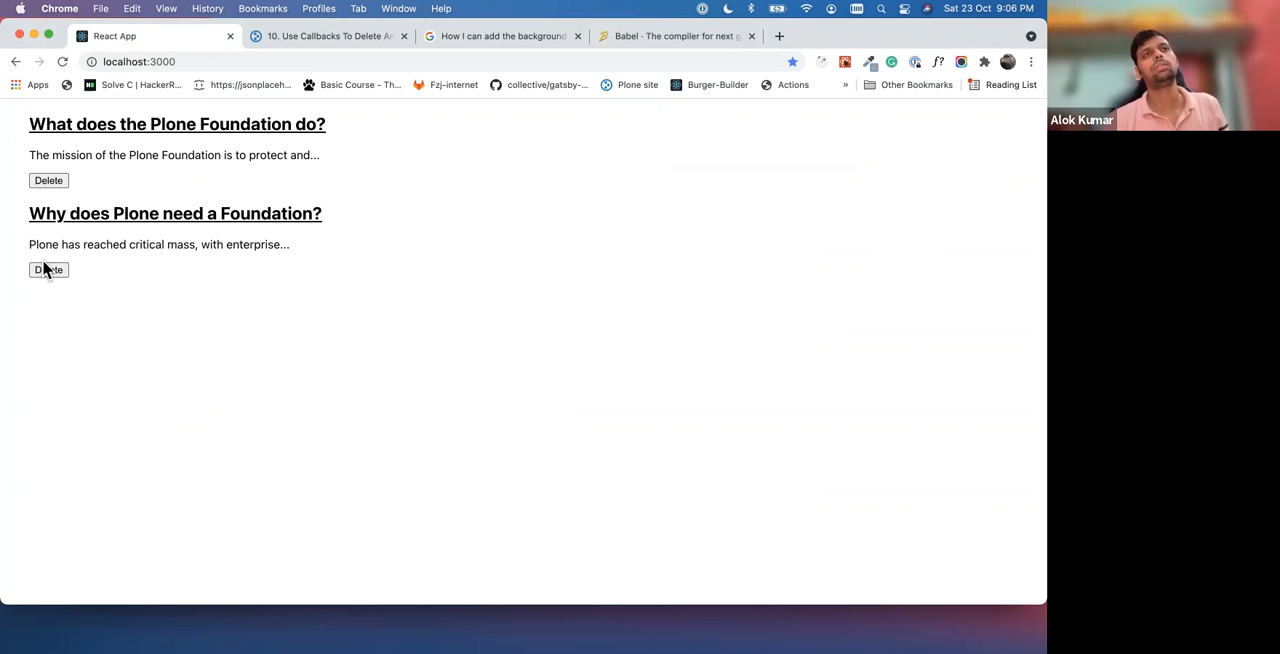 Chrome File Edit View History Bookmarks Profiles Tab Window Help Sat 23 Oct 9:06 PM
React App 10. Use Callbacks To Delete An How I can add the background Babel · The compiler for next g
localhost:3000
Apps Solve C | HackerR... https://jsonplaceh... Basic Course - Th... Fzj-internet collective/gatsby-... Plone site Burger-Builder Actions » Other Bookmarks Reading List
What does the Plone Foundation do?
The mission of the Plone Foundation is to protect and...
Delete
Why does Plone need a Foundation?
Plone has reached critical mass, with enterprise...
Delete
Alok Kumar